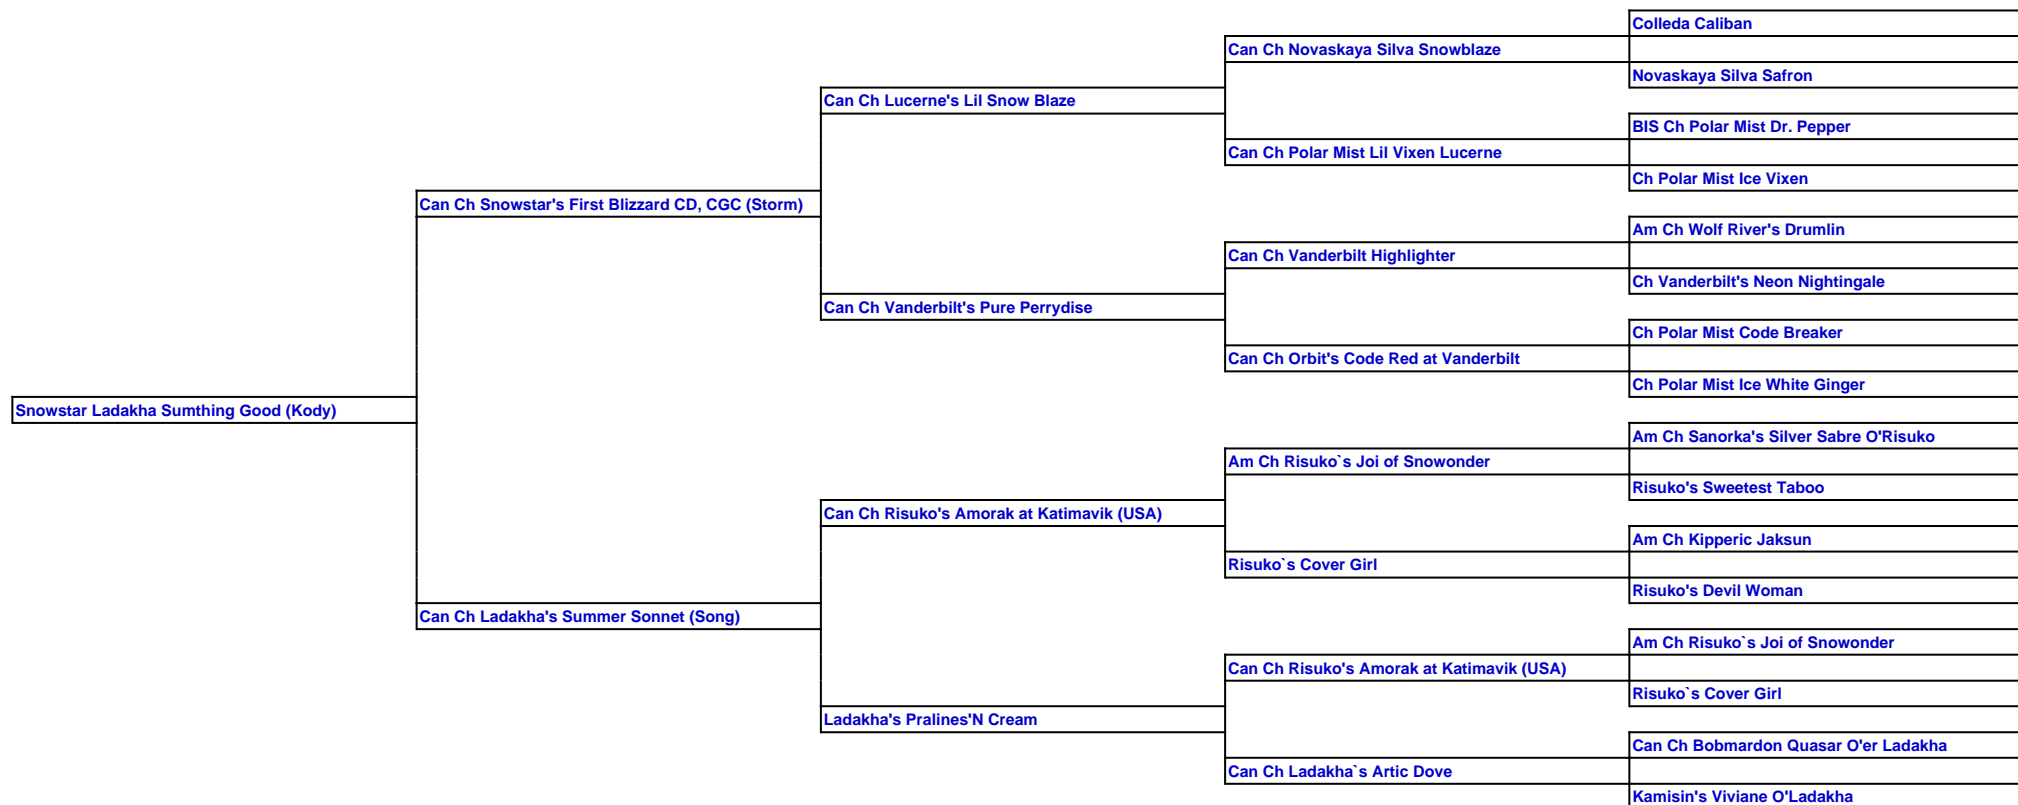 Colleda Caliban
Can Ch Novaskaya Silva Snowblaze
Novaskaya Silva Safron
Can Ch Lucerne's Lil Snow Blaze
BIS Ch Polar Mist Dr. Pepper
Can Ch Polar Mist Lil Vixen Lucerne
Ch Polar Mist Ice Vixen
Can Ch Snowstar's First Blizzard CD, CGC (Storm)
Am Ch Wolf River's Drumlin
Can Ch Vanderbilt Highlighter
Ch Vanderbilt's Neon Nightingale
Can Ch Vanderbilt's Pure Perrydise
Ch Polar Mist Code Breaker
Can Ch Orbit's Code Red at Vanderbilt
Ch Polar Mist Ice White Ginger
Snowstar Ladakha Sumthing Good (Kody)
Am Ch Sanorka's Silver Sabre O'Risuko
Am Ch Risuko`s Joi of Snowonder
Risuko's Sweetest Taboo
Can Ch Risuko's Amorak at Katimavik (USA)
Am Ch Kipperic Jaksun
Risuko`s Cover Girl
Risuko's Devil Woman
Can Ch Ladakha's Summer Sonnet (Song)
Am Ch Risuko`s Joi of Snowonder
Can Ch Risuko's Amorak at Katimavik (USA)
Risuko`s Cover Girl
Ladakha's Pralines'N Cream
Can Ch Bobmardon Quasar O'er Ladakha
Can Ch Ladakha`s Artic Dove
Kamisin's Viviane O'Ladakha